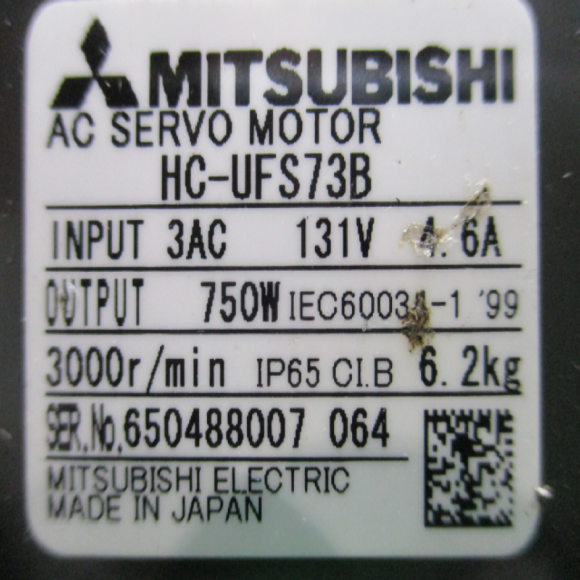 MITSUBISHI
AC SERVO MOTOR
HC-UFS73B
INPUT 3AC 131V 4.6A
OUTPUT 750W IEC60034-1 '99
3000r/min IP65 CI.B 6.2kg
SER.No.650488007 064
MITSUBISHI ELECTRIC
MADE IN JAPAN